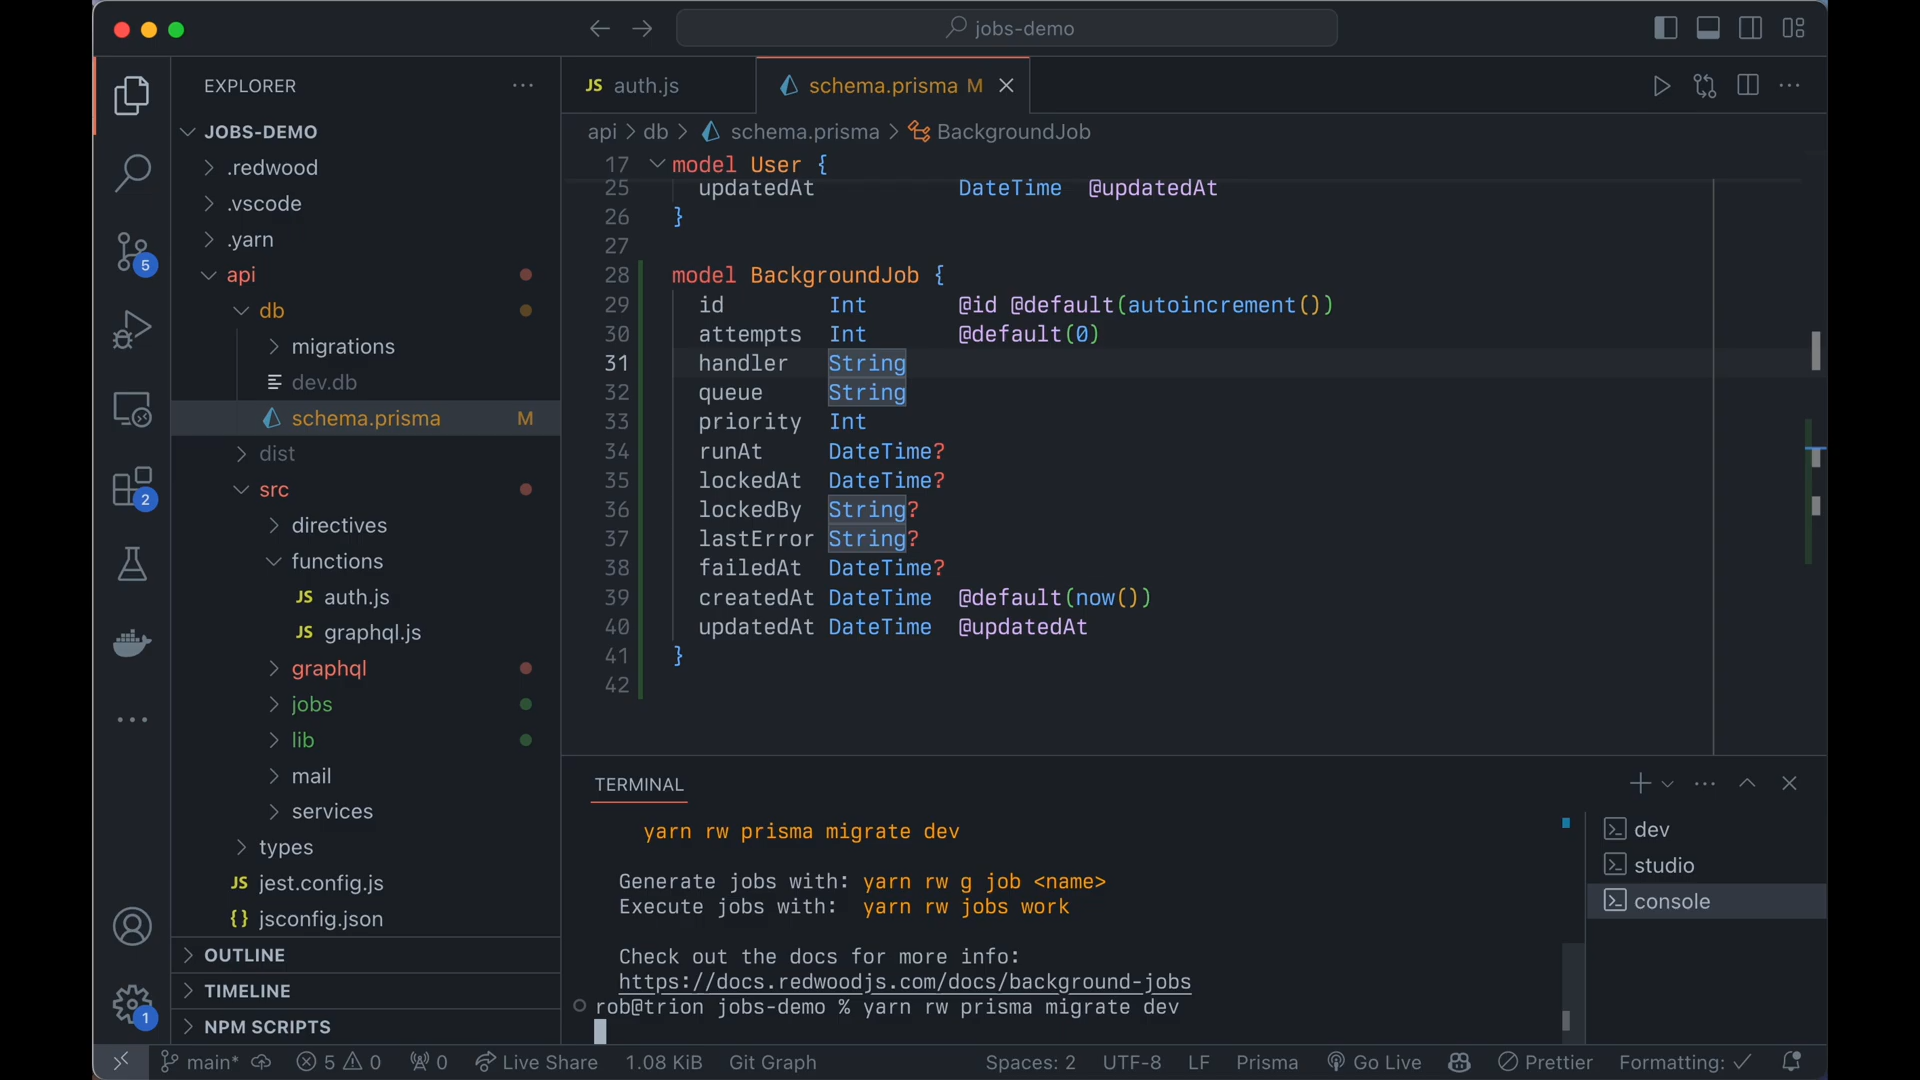 jobs-demo
EXPLORER
JS auth.js
schema.prisma M
JOBS-DEMO
.redwood
.vscode
.yarn
api
db
migrations
dev.db
schema.prisma M
dist
src
directives
functions
JS auth.js
JS graphql.js
graphql
jobs
lib
mail
services
types
JS jest.config.js
{} jsconfig.json
OUTLINE
TIMELINE
NPM SCRIPTS
5
2
1
api > db > schema.prisma > BackgroundJob
17 model User {
25 updatedAt DateTime @updatedAt
26 }
27
28 model BackgroundJob {
29 id Int @id @default(autoincrement())
30 attempts Int @default(0)
31 handler String
32 queue String
33 priority Int
34 runAt DateTime?
35 lockedAt DateTime?
36 lockedBy String?
37 lastError String?
38 failedAt DateTime?
39 createdAt DateTime @default(now())
40 updatedAt DateTime @updatedAt
41 }
42
TERMINAL
yarn rw prisma migrate dev
Generate jobs with: yarn rw g job <name>
Execute jobs with: yarn rw jobs work
Check out the docs for more info:
https://docs.redwoodjs.com/docs/background-jobs
rob@trion jobs-demo % yarn rw prisma migrate dev
dev
studio
console
main* 5 0 0 Live Share 1.08 KiB Git Graph Spaces: 2 UTF-8 LF Prisma Go Live Prettier Formatting: ✓